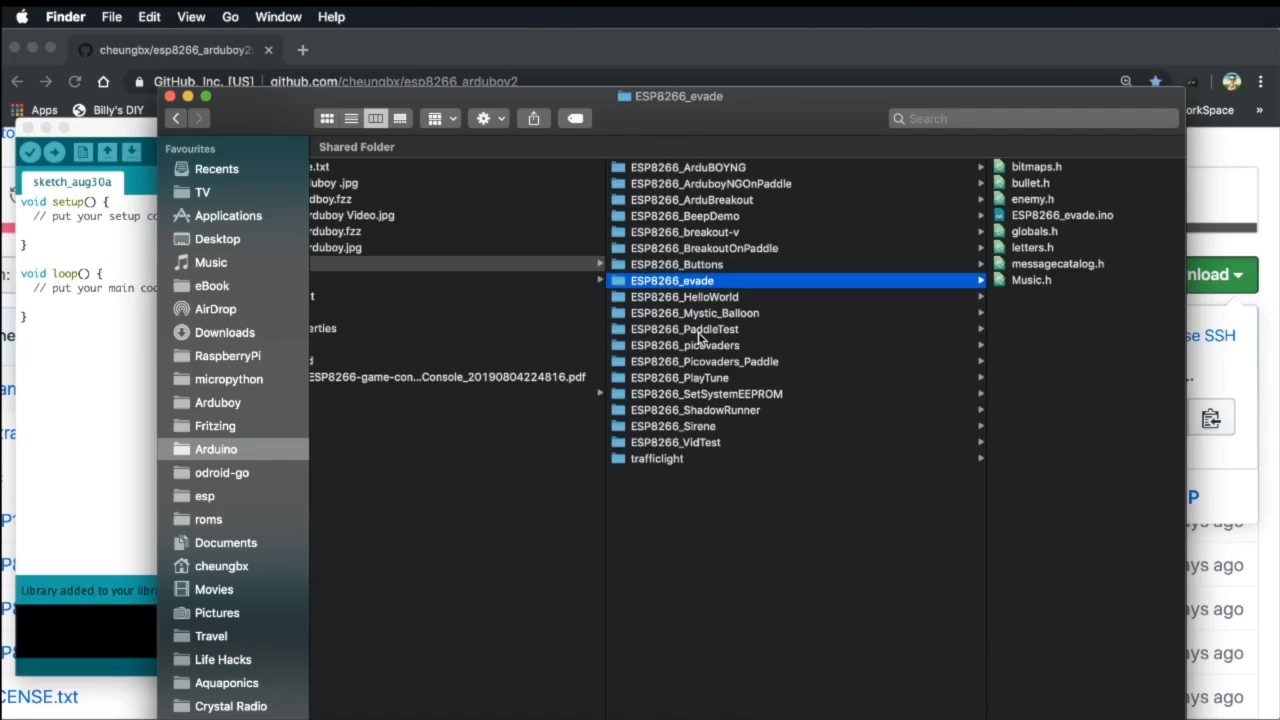 Finder File Edit View Go Window Help
cheungbx/esp8266_arduboy2
GitHub, Inc. [US] github.com/cheungbx/esp8266_arduboy2
Apps Billy's DIY
orkSpace
ESP8266_evade
Search
Favourites
Recents
TV
Applications
Desktop
Music
eBook
AirDrop
Downloads
RaspberryPi
micropython
Arduboy
Fritzing
Arduino
odroid-go
esp
roms
Documents
cheungbx
Movies
Pictures
Travel
Life Hacks
Aquaponics
Crystal Radio
Shared Folder
e.txt
luboy .jpg
rdboy.fzz
rduboy Video.jpg
rduboy.fzz
rduboy.jpg
t
erties
d
ESP8266-game-con...Console_20190804224816.pdf
ESP8266_ArduBOYNG
ESP8266_ArduboyNGOnPaddle
ESP8266_ArduBreakout
ESP8266_BeepDemo
ESP8266_breakout-v
ESP8266_BreakoutOnPaddle
ESP8266_Buttons
ESP8266_evade
ESP8266_HelloWorld
ESP8266_Mystic_Balloon
ESP8266_PaddleTest
ESP8266_picovaders
ESP8266_Picovaders_Paddle
ESP8266_PlayTune
ESP8266_SetSystemEEPROM
ESP8266_ShadowRunner
ESP8266_Sirene
ESP8266_VidTest
trafficlight
bitmaps.h
bullet.h
enemy.h
ESP8266_evade.ino
globals.h
letters.h
messagecatalog.h
Music.h
sketch_aug30a
void setup() {
// put your setup co
}
void loop() {
// put your main coo
}
Library added to your libr
CENSE.txt
nload
se SSH
P
ays ago
ays ago
ays ago
ays ago
ays ago